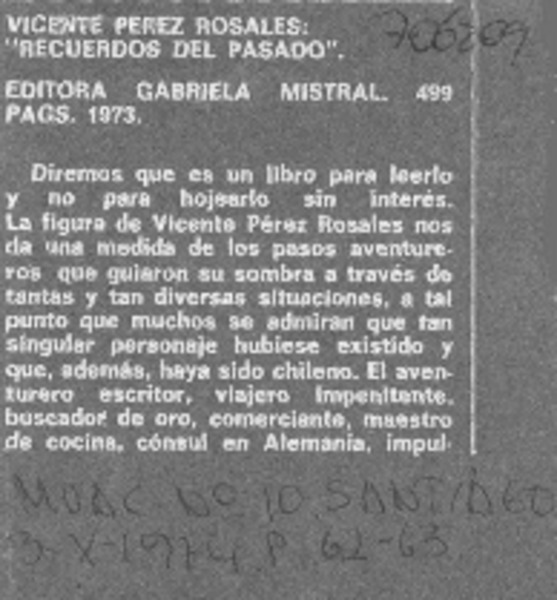 VICENTE PEREZ ROSALES:
706209
"RECUERDOS DEL PASADO".
EDITORA GABRIELA MISTRAL. 499
PAGS. 1973.
Diremos que es un libro para leerlo
y no para hojearlo sin interés.
La figura de Vicente Pérez Rosales nos
da una medida de los pasos aventure-
ros que guiaron su sombra a través de
tantas y tan diversas situaciones, a tal
punto que muchos se admiran que tan
singular personaje hubiese existido y
que, además, haya sido chileno. El aven-
turero escritor, viajero impenitente,
buscador de oro, comerciante, maestro
de cocina, cónsul en Alemania, impul-
No 10 SANTIAGO
3-X-1974 P. 62-63